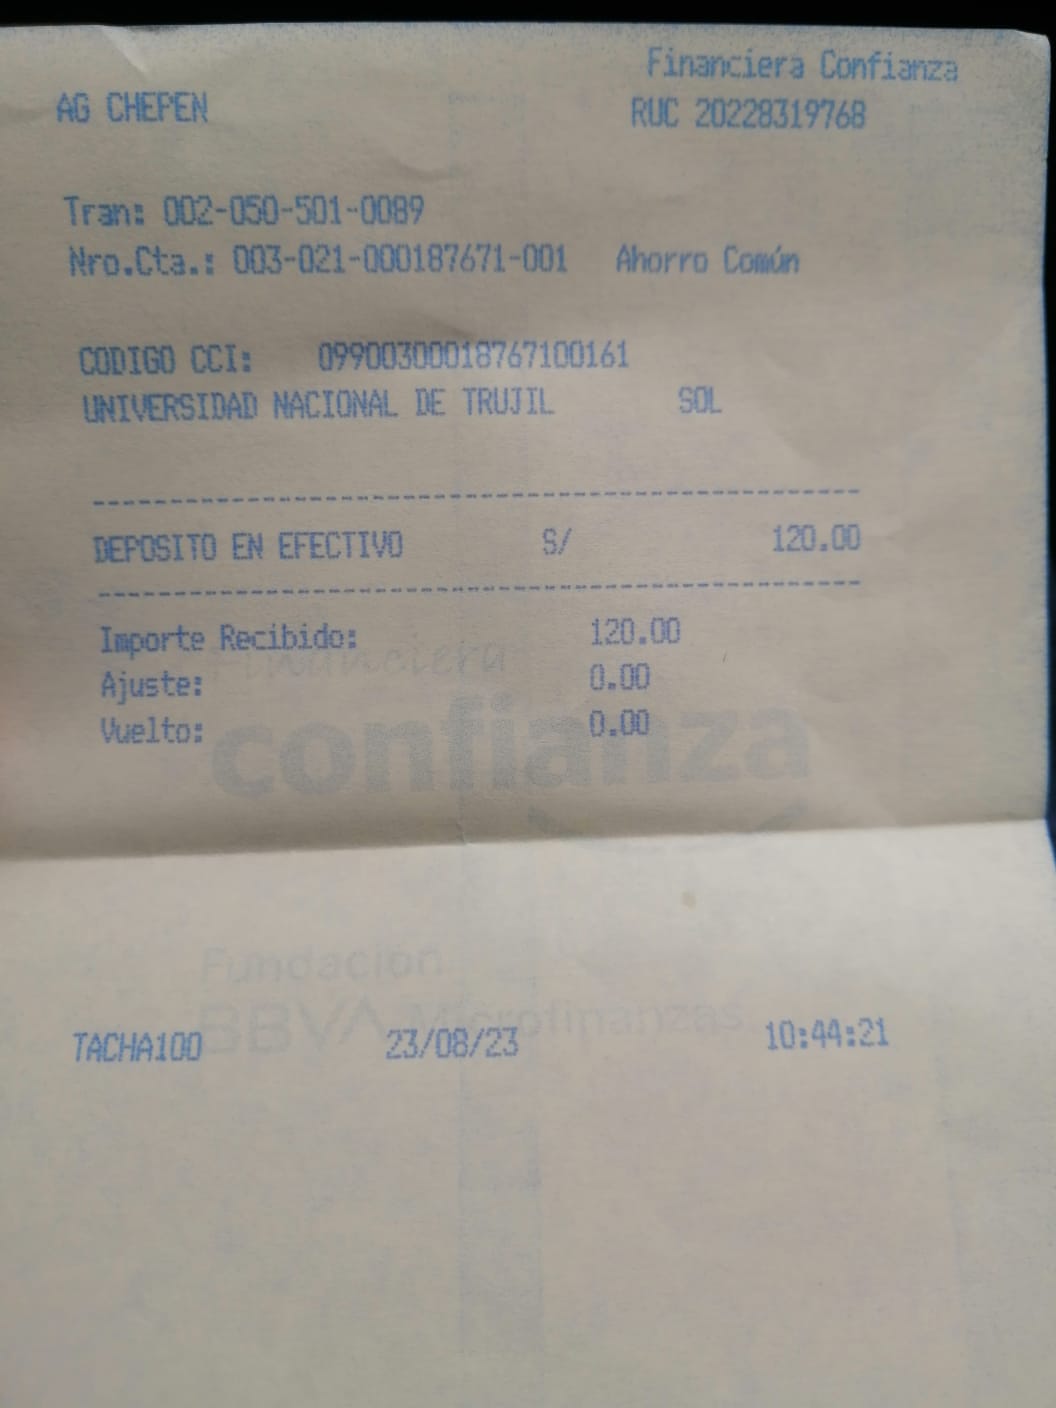 Financiera Confianza
AG CHEPEN RUC 20228319768
Tran: 002-050-501-0089
Nro.Cta.: 003-021-000187671-001 Ahorro Común
CODIGO CCI: 09900300018767100161
UNIVERSIDAD NACIONAL DE TRUJIL SOL
DEPOSITO EN EFECTIVO S/ 120.00
Importe Recibido: 120.00
Financiera
Ajuste: 0.00
Vuelto: 0.00
confianza
Fundación
BBVA Microfinanzas
TACHA100 23/08/23 10:44:21